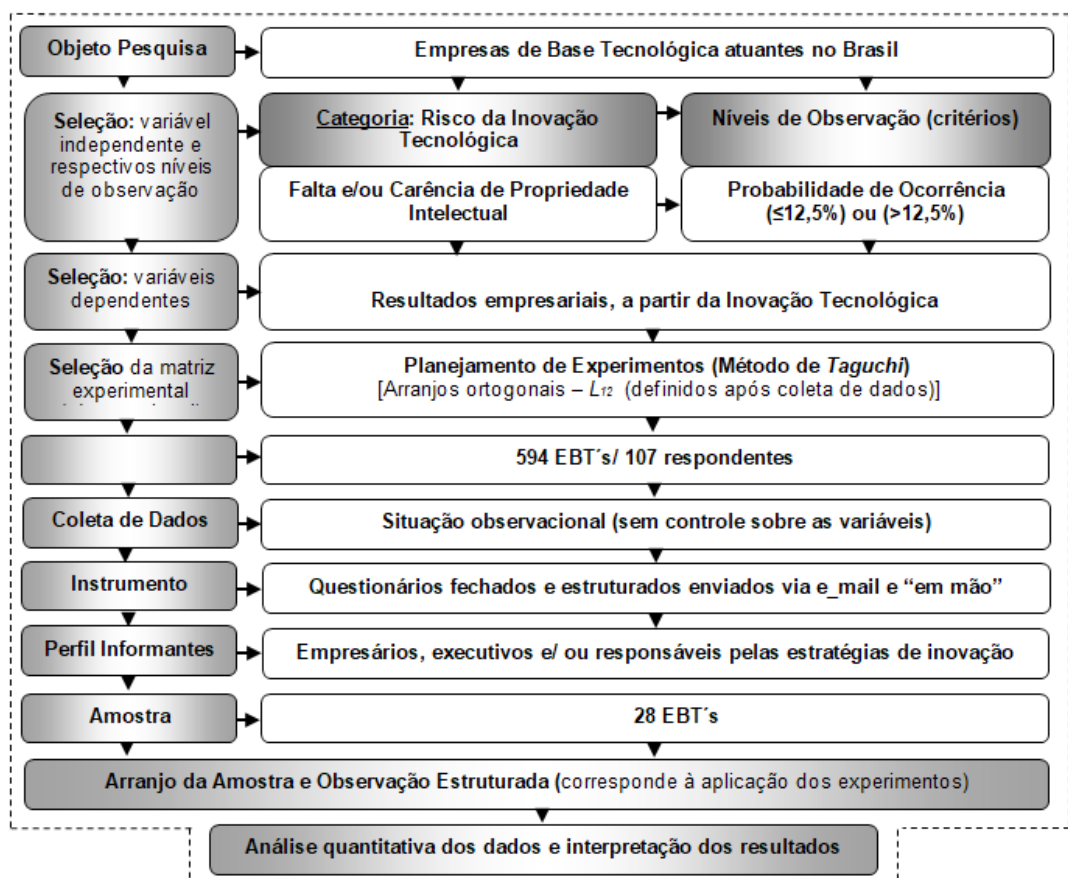 Objeto Pesquisa
Empresas de Base Tecnológica atuantes no Brasil
Seleção: variável
independente e
respectivos níveis
de observação
Categoria: Risco da Inovação
Tecnológica
Níveis de Observação (critérios)
Falta e/ou Carência de Propriedade
Intelectual
Probabilidade de Ocorrência
(≤12,5%) ou (>12,5%)
Seleção: variáveis
dependentes
Resultados empresariais, a partir da Inovação Tecnológica
Seleção da matriz
experimental
Planejamento de Experimentos (Método de Taguchi)
[Arranjos ortogonais – L12 (definidos após coleta de dados)]
594 EBT´s/ 107 respondentes
Coleta de Dados
Situação observacional (sem controle sobre as variáveis)
Instrumento
Questionários fechados e estruturados enviados via e_mail e “em mão”
Perfil Informantes
Empresários, executivos e/ ou responsáveis pelas estratégias de inovação
Amostra
28 EBT´s
Arranjo da Amostra e Observação Estruturada (corresponde à aplicação dos experimentos)
Análise quantitativa dos dados e interpretação dos resultados